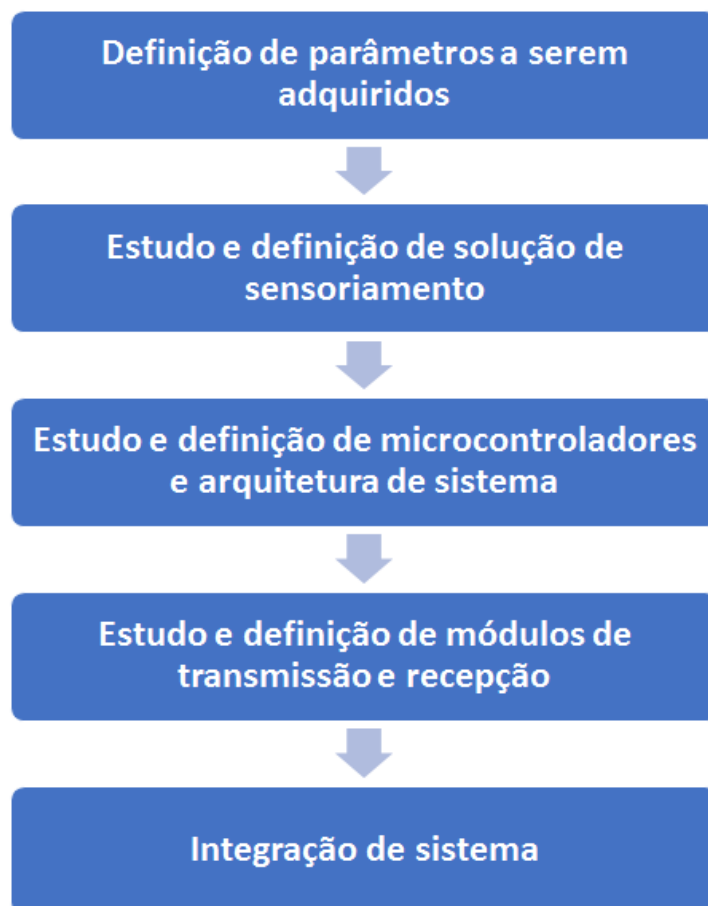 Definição de parâmetros a serem
adquiridos
Estudo e definição de solução de
sensoriamento
Estudo e definição de microcontroladores
e arquitetura de sistema
Estudo e definição de módulos de
transmissão e recepção
Integração de sistema